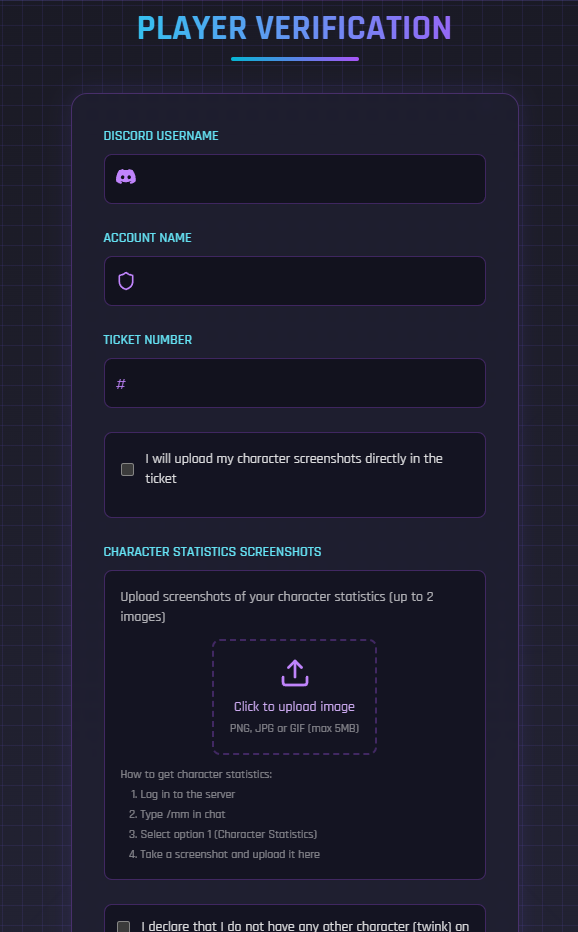 PLAYER VERIFICATION
DISCORD USERNAME
ACCOUNT NAME
TICKET NUMBER
#
I will upload my character screenshots directly in the
ticket
CHARACTER STATISTICS SCREENSHOTS
Upload screenshots of your character statistics (up to 2
images)
Click to upload image
PNG, JPG or GIF (max 5MB)
How to get character statistics:
1. Log in to the server
2. Type /mm in chat
3. Select option 1 (Character Statistics)
4. Take a screenshot and upload it here
I declare that I do not have any other character (twink) on